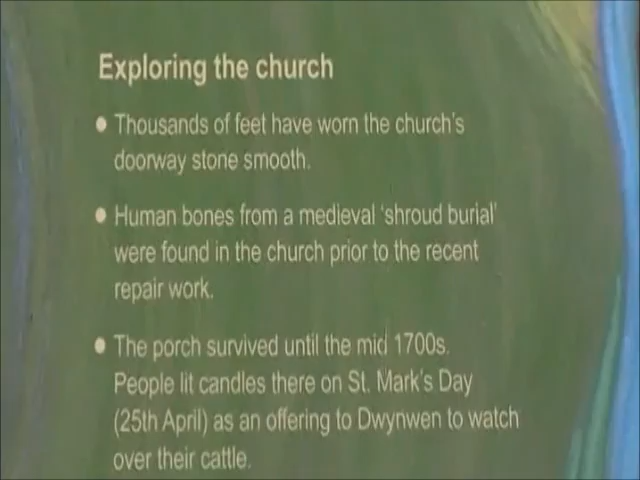 Exploring the church
● Thousands of feet have worn the church's
doorway stone smooth.
● Human bones from a medieval 'shroud burial'
were found in the church prior to the recent
repair work.
● The porch survived until the mid 1700s.
People lit candles there on St. Mark's Day
(25th April) as an offering to Dwynwen to watch
over their cattle.